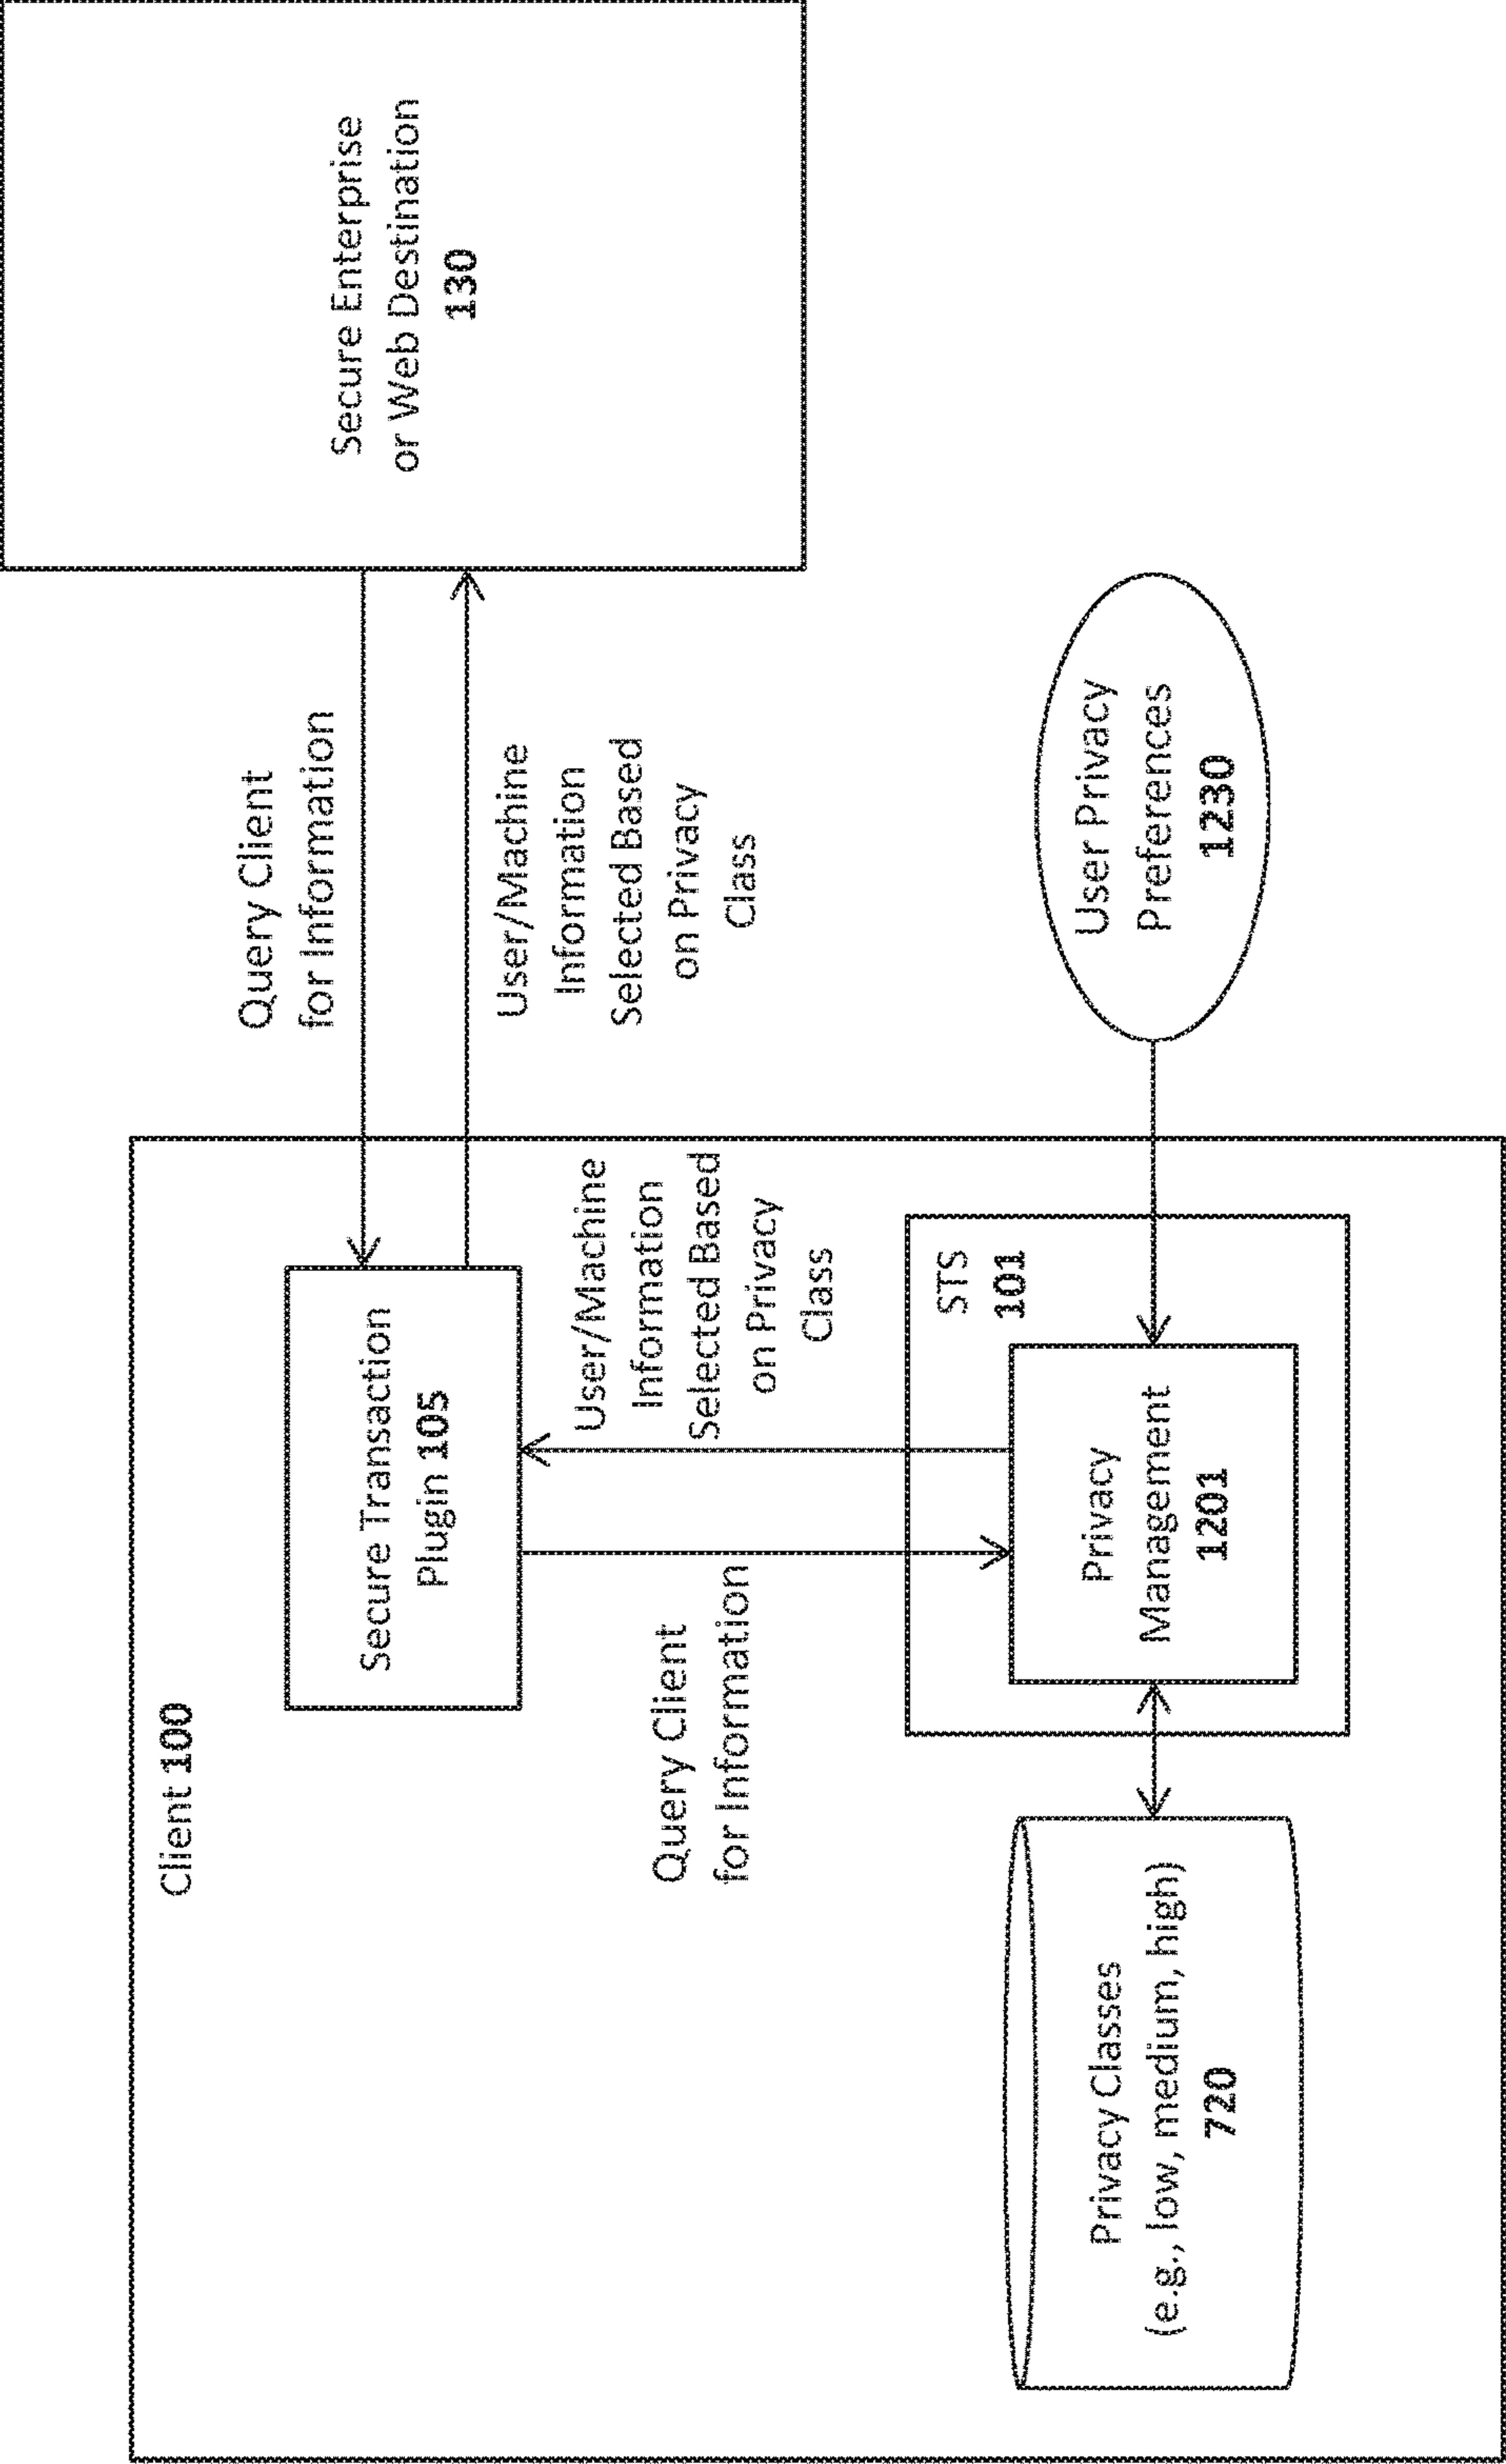 Client 100
Secure Transaction
Plugin 105
Query Client
for Information
User/Machine
Information
Selected Based
on Privacy
Class
Secure Enterprise
or Web Destination
130
Query Client
for Information
User/Machine
Information
Selected Based
on Privacy
Class
STS
101
Privacy Classes
(e.g., low, medium, high)
720
Privacy
Management
1201
User Privacy
Preferences
1230